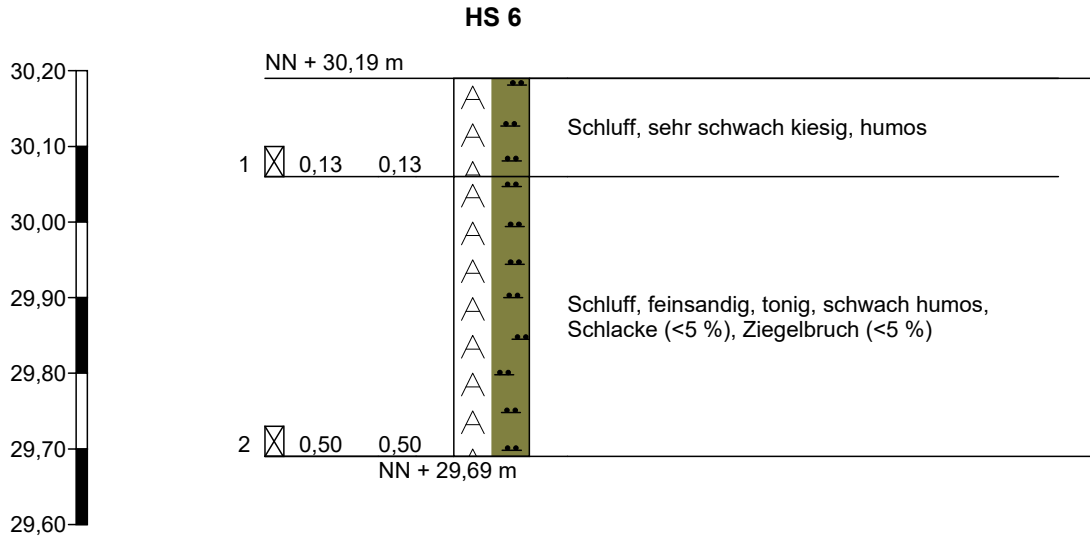 HS 6
NN + 30,19 m
30,20
Schluff, sehr schwach kiesig, humos
30,10
1 0,13 0,13
30,00
29,90
Schluff, feinsandig, tonig, schwach humos,
Schlacke (<5 %), Ziegelbruch (<5 %)
29,80
29,70
2 0,50 0,50
NN + 29,69 m
29,60